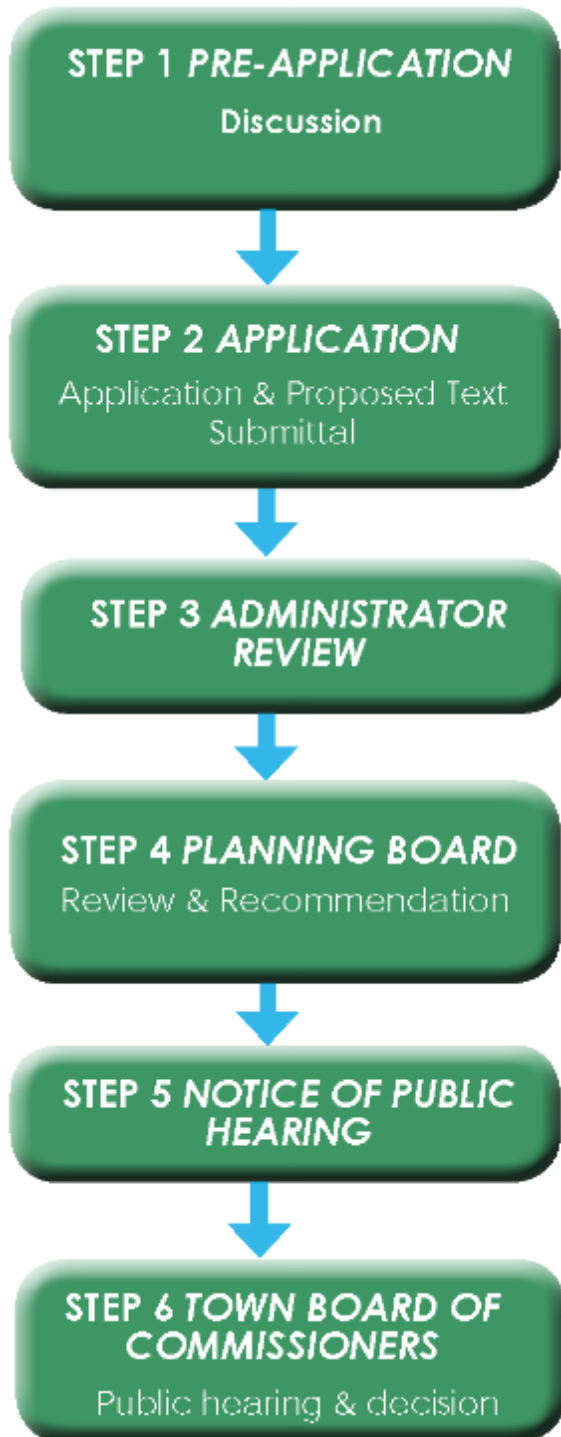 STEP 1 PRE-APPLICATION
Discussion
STEP 2 APPLICATION
Application & Proposed Text
Submittal
STEP 3 ADMINISTRATOR
REVIEW
STEP 4 PLANNING BOARD
Review & Recommendation
STEP 5 NOTICE OF PUBLIC
HEARING
STEP 6 TOWN BOARD OF
COMMISSIONERS
Public hearing & decision